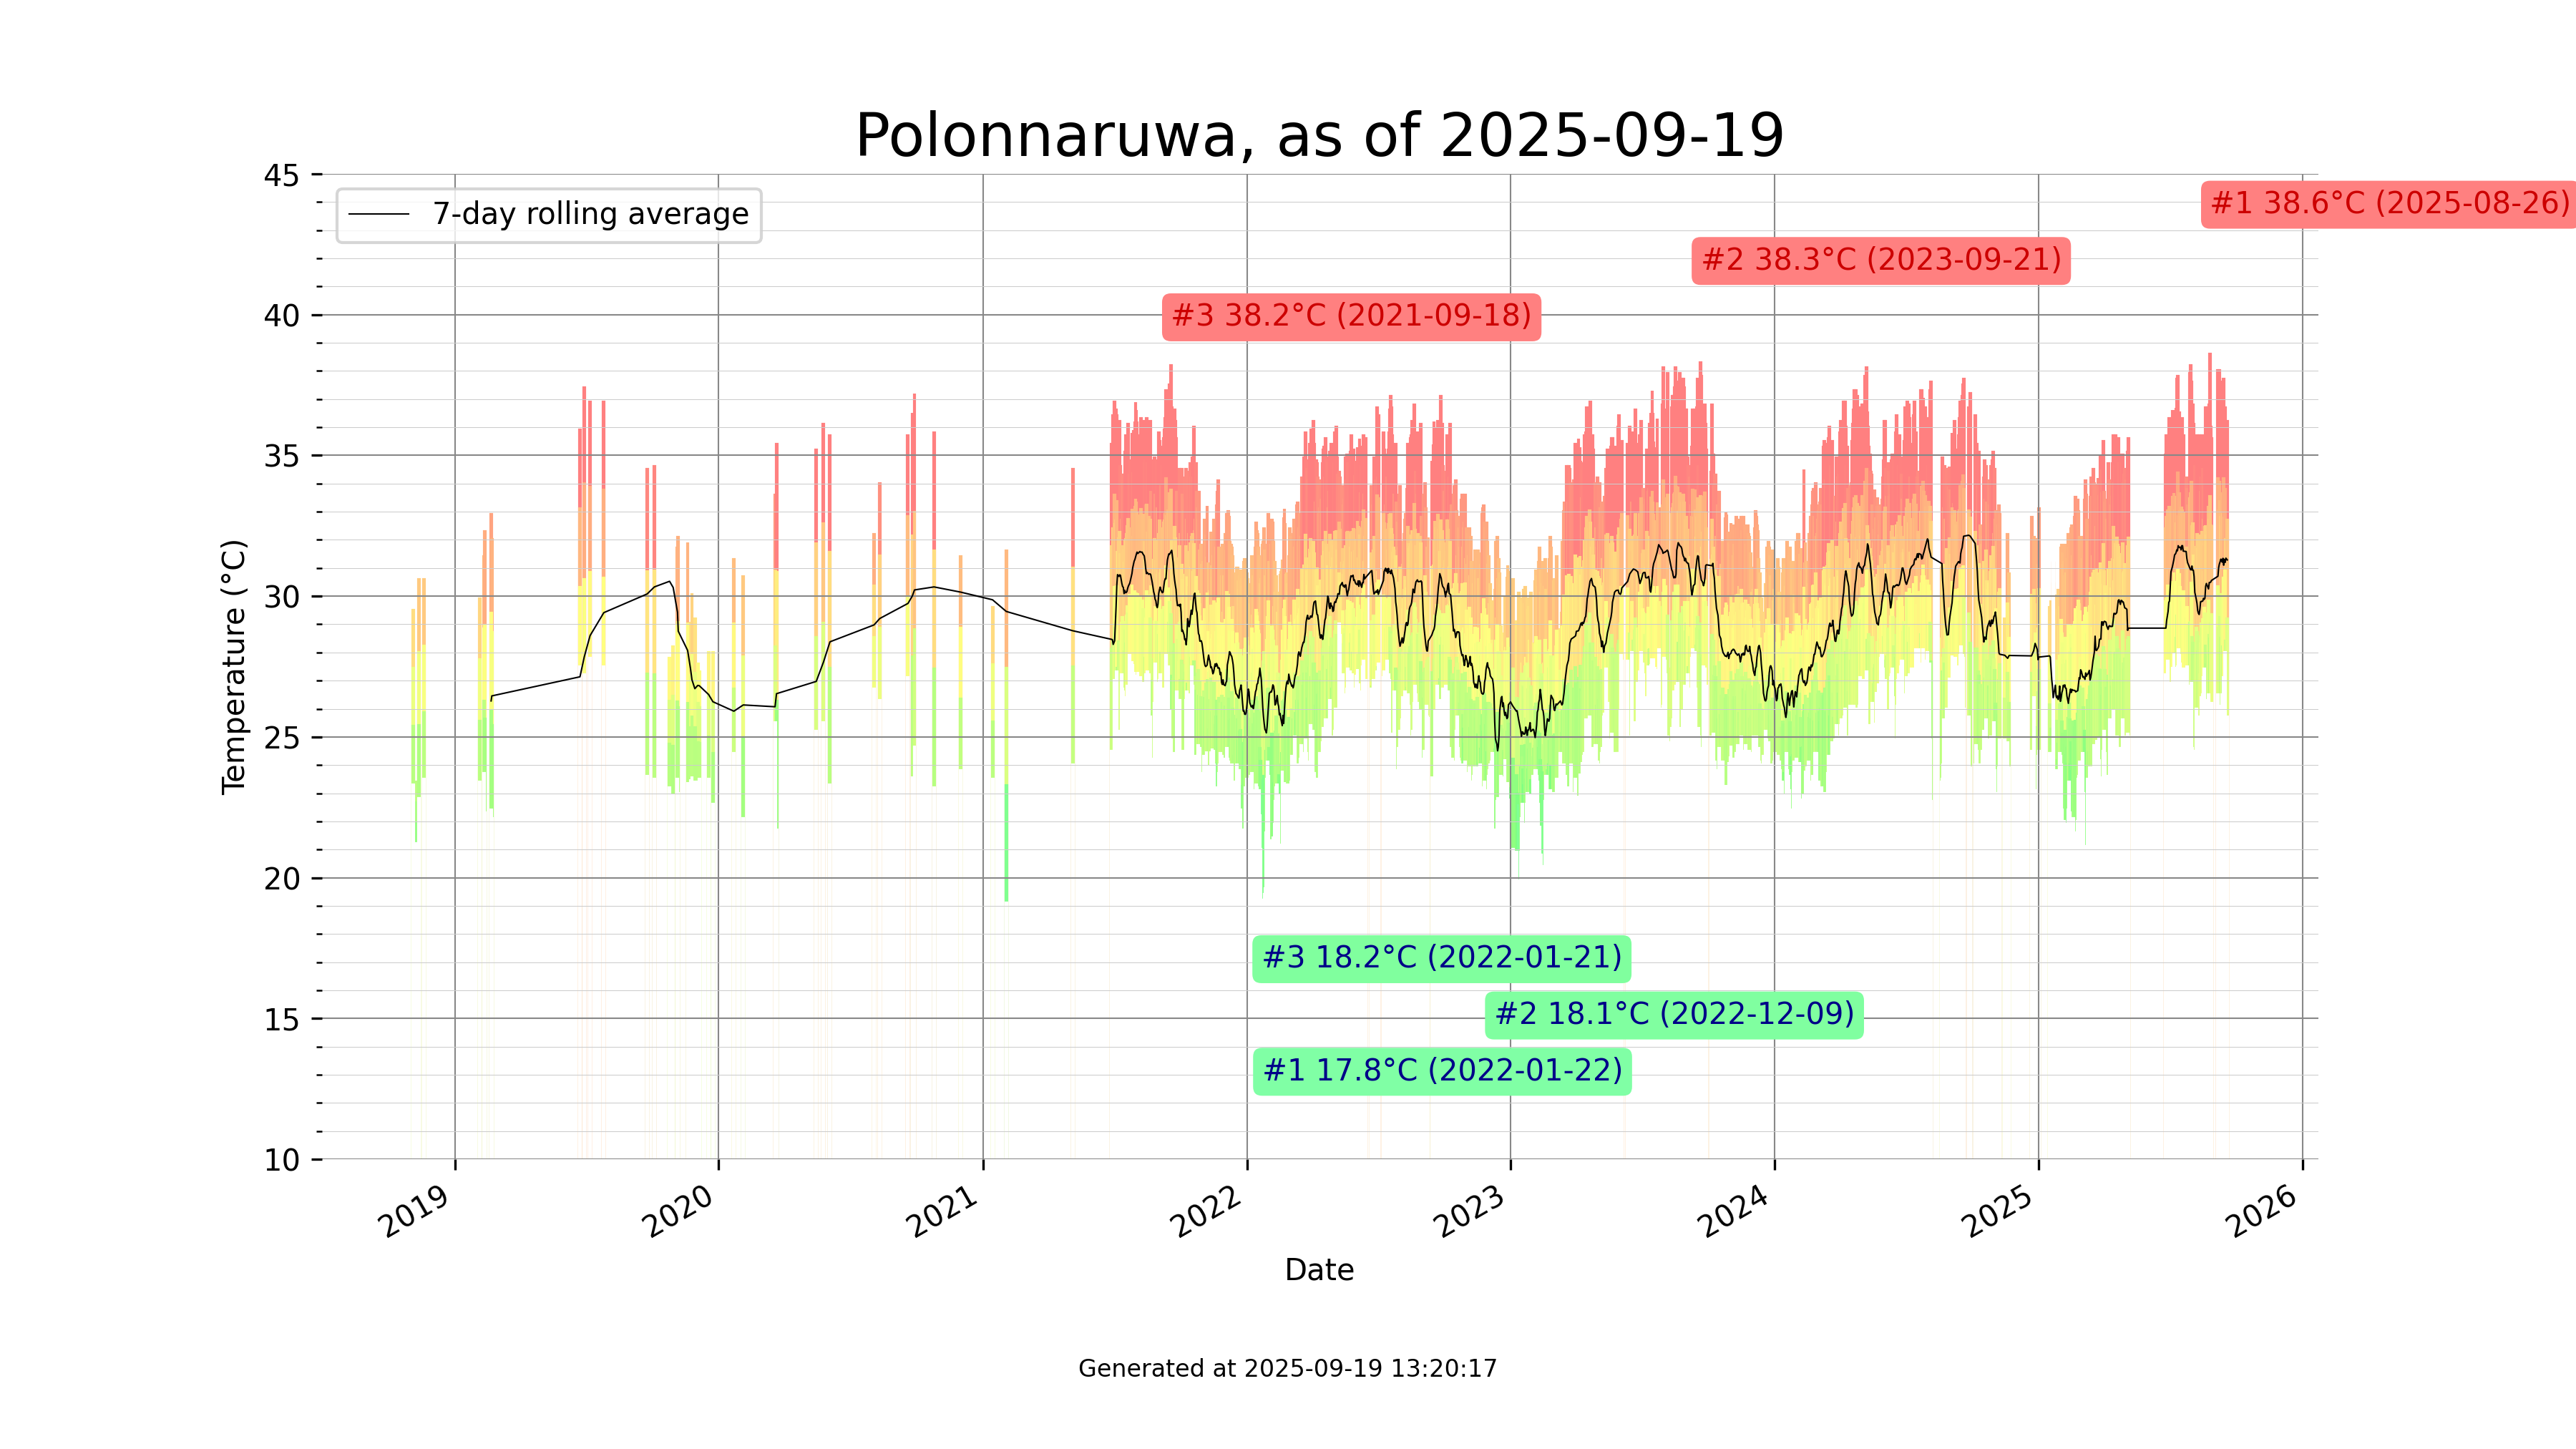 Polonnaruwa, as of 2025-09-19
45
40
35
30
25
20
15
10
Temperature (°C)
7-day rolling average
#1 38.6°C (2025-08-26)
#2 38.3°C (2023-09-21)
#3 38.2°C (2021-09-18)
#3 18.2°C (2022-01-21)
#2 18.1°C (2022-12-09)
#1 17.8°C (2022-01-22)
2019
2020
2021
2022
2023
2024
2025
2026
Date
Generated at 2025-09-19 13:20:17